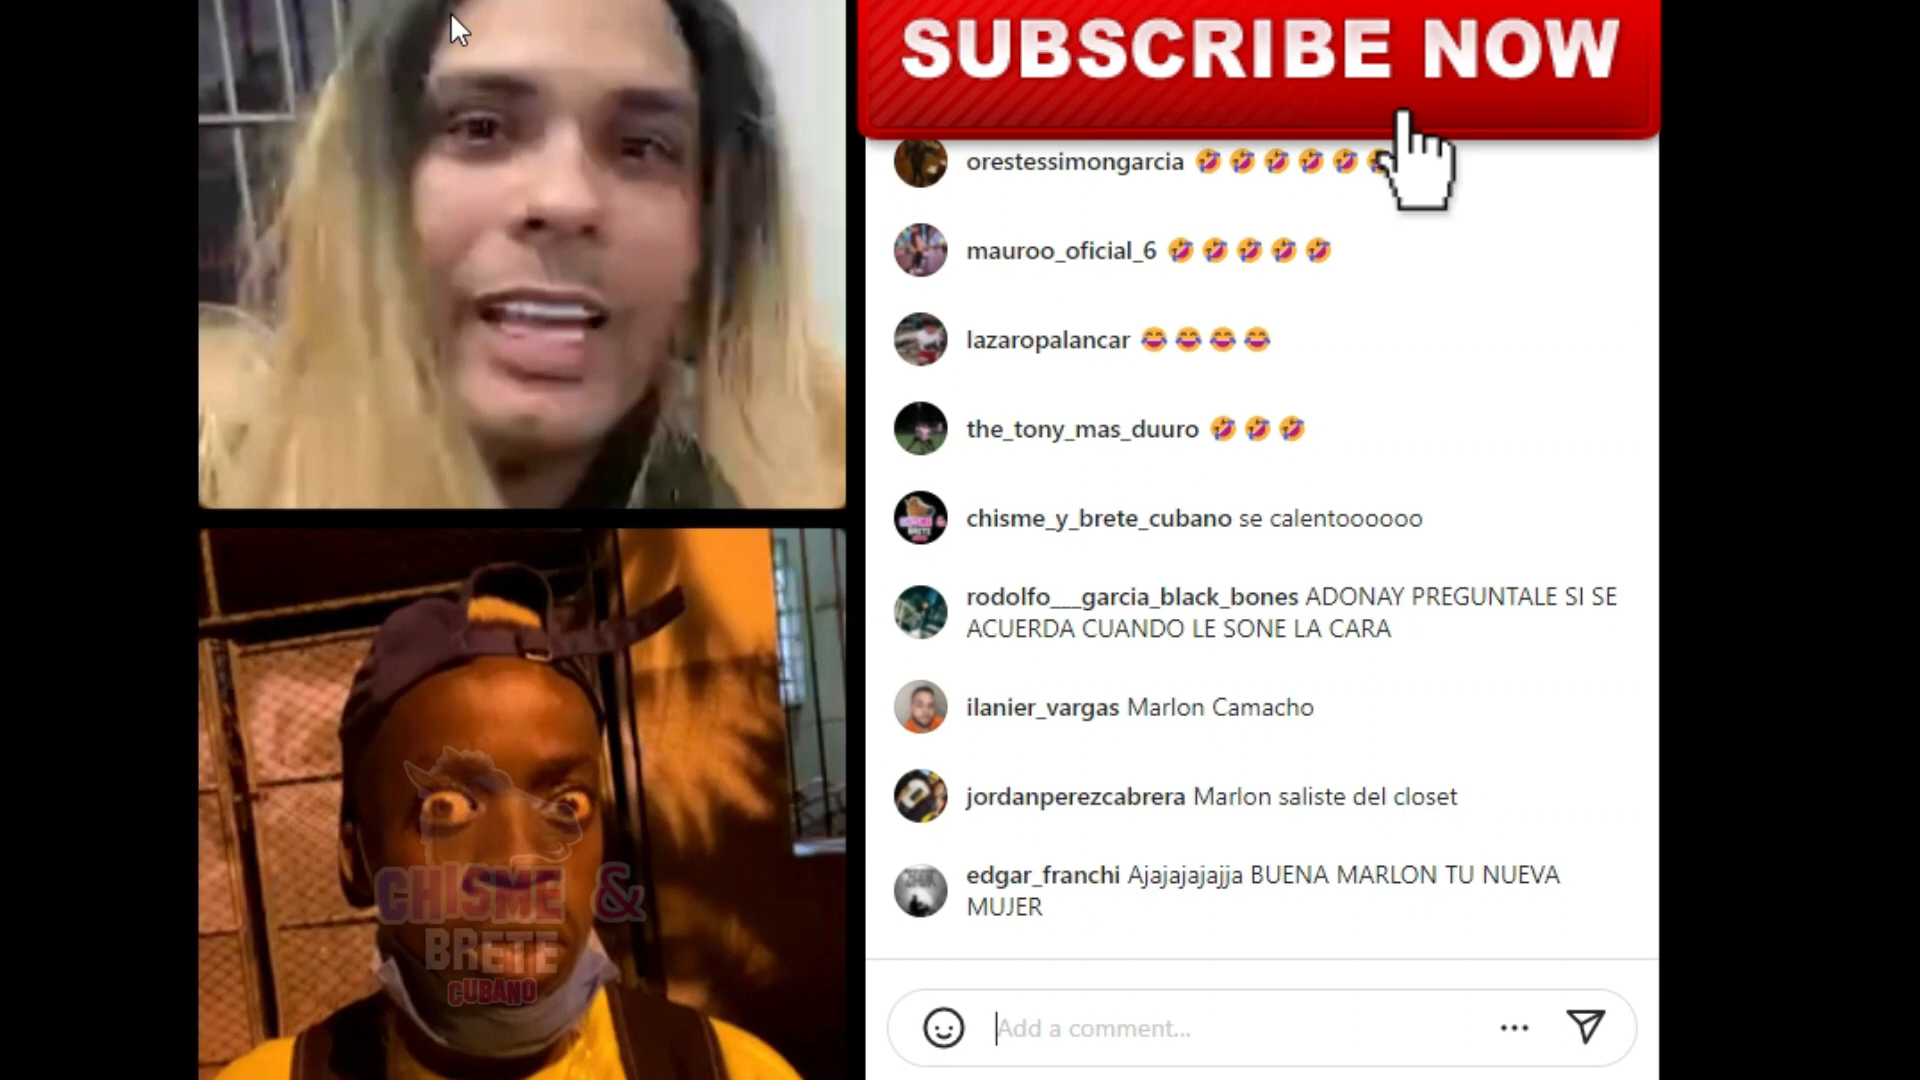 SUBSCRIBE NOW
orestessimongarcia 🤣🤣🤣🤣🤣
mauroo_oficial_6 🤣🤣🤣🤣🤣
lazaropalancar 😂😂😂😂
the_tony_mas_duuro 🤣🤣🤣
chisme_y_brete_cubano se calentoooooo
rodolfo___garcia_black_bones ADONAY PREGUNTALE SI SE
ACUERDA CUANDO LE SONE LA CARA
ilanier_vargas Marlon Camacho
jordanperezcabrera Marlon saliste del closet
edgar_franchi Ajajajajajja BUENA MARLON TU NUEVA
MUJER
Add a comment...
CHISME &
BRETE
CUBANO